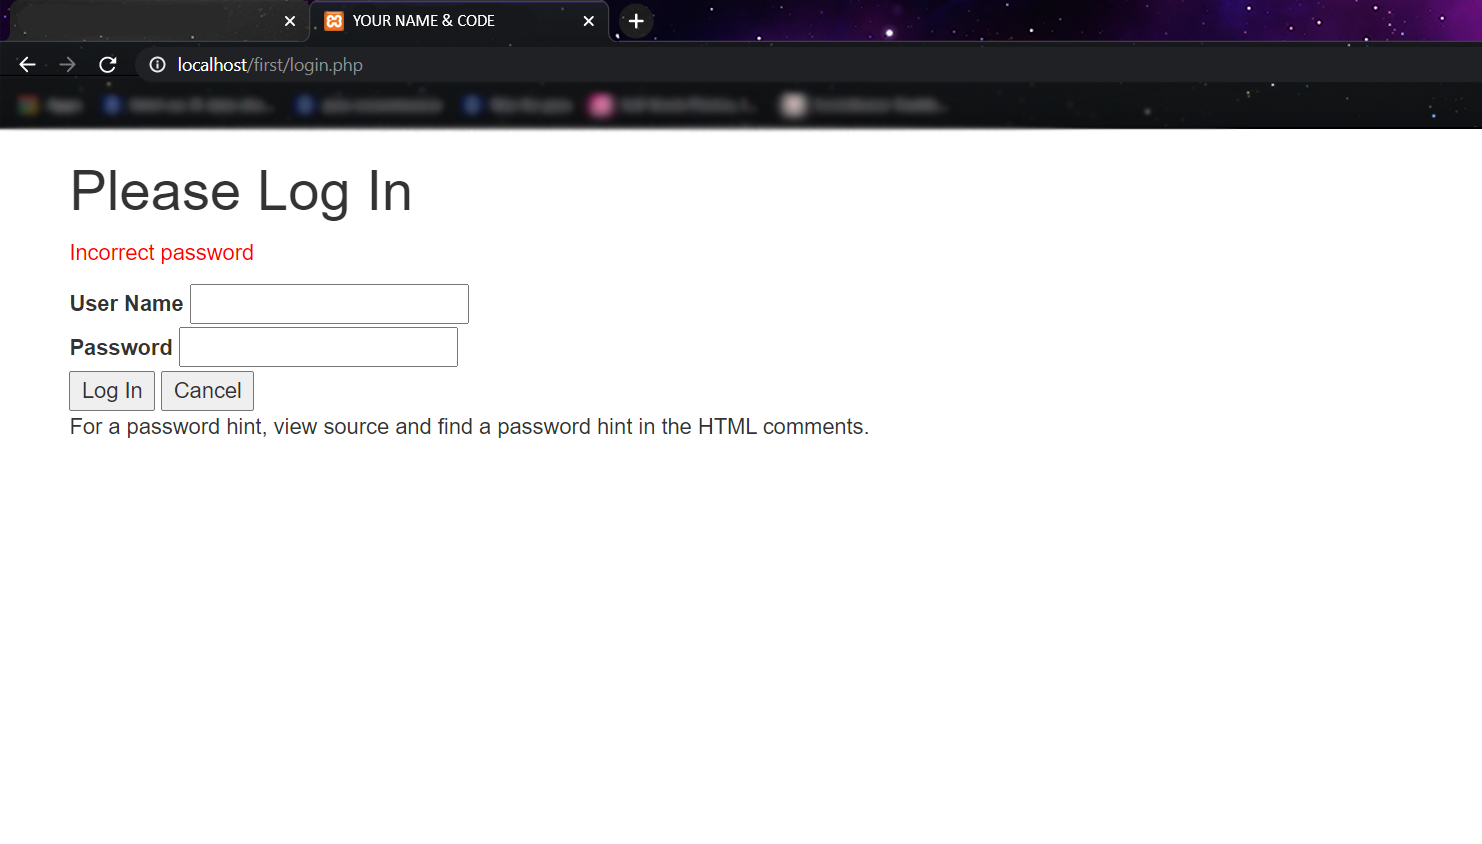 YOUR NAME & CODE
localhost/first/login.php
Please Log In
Incorrect password
User Name
Password
Log In Cancel
For a password hint, view source and find a password hint in the HTML comments.